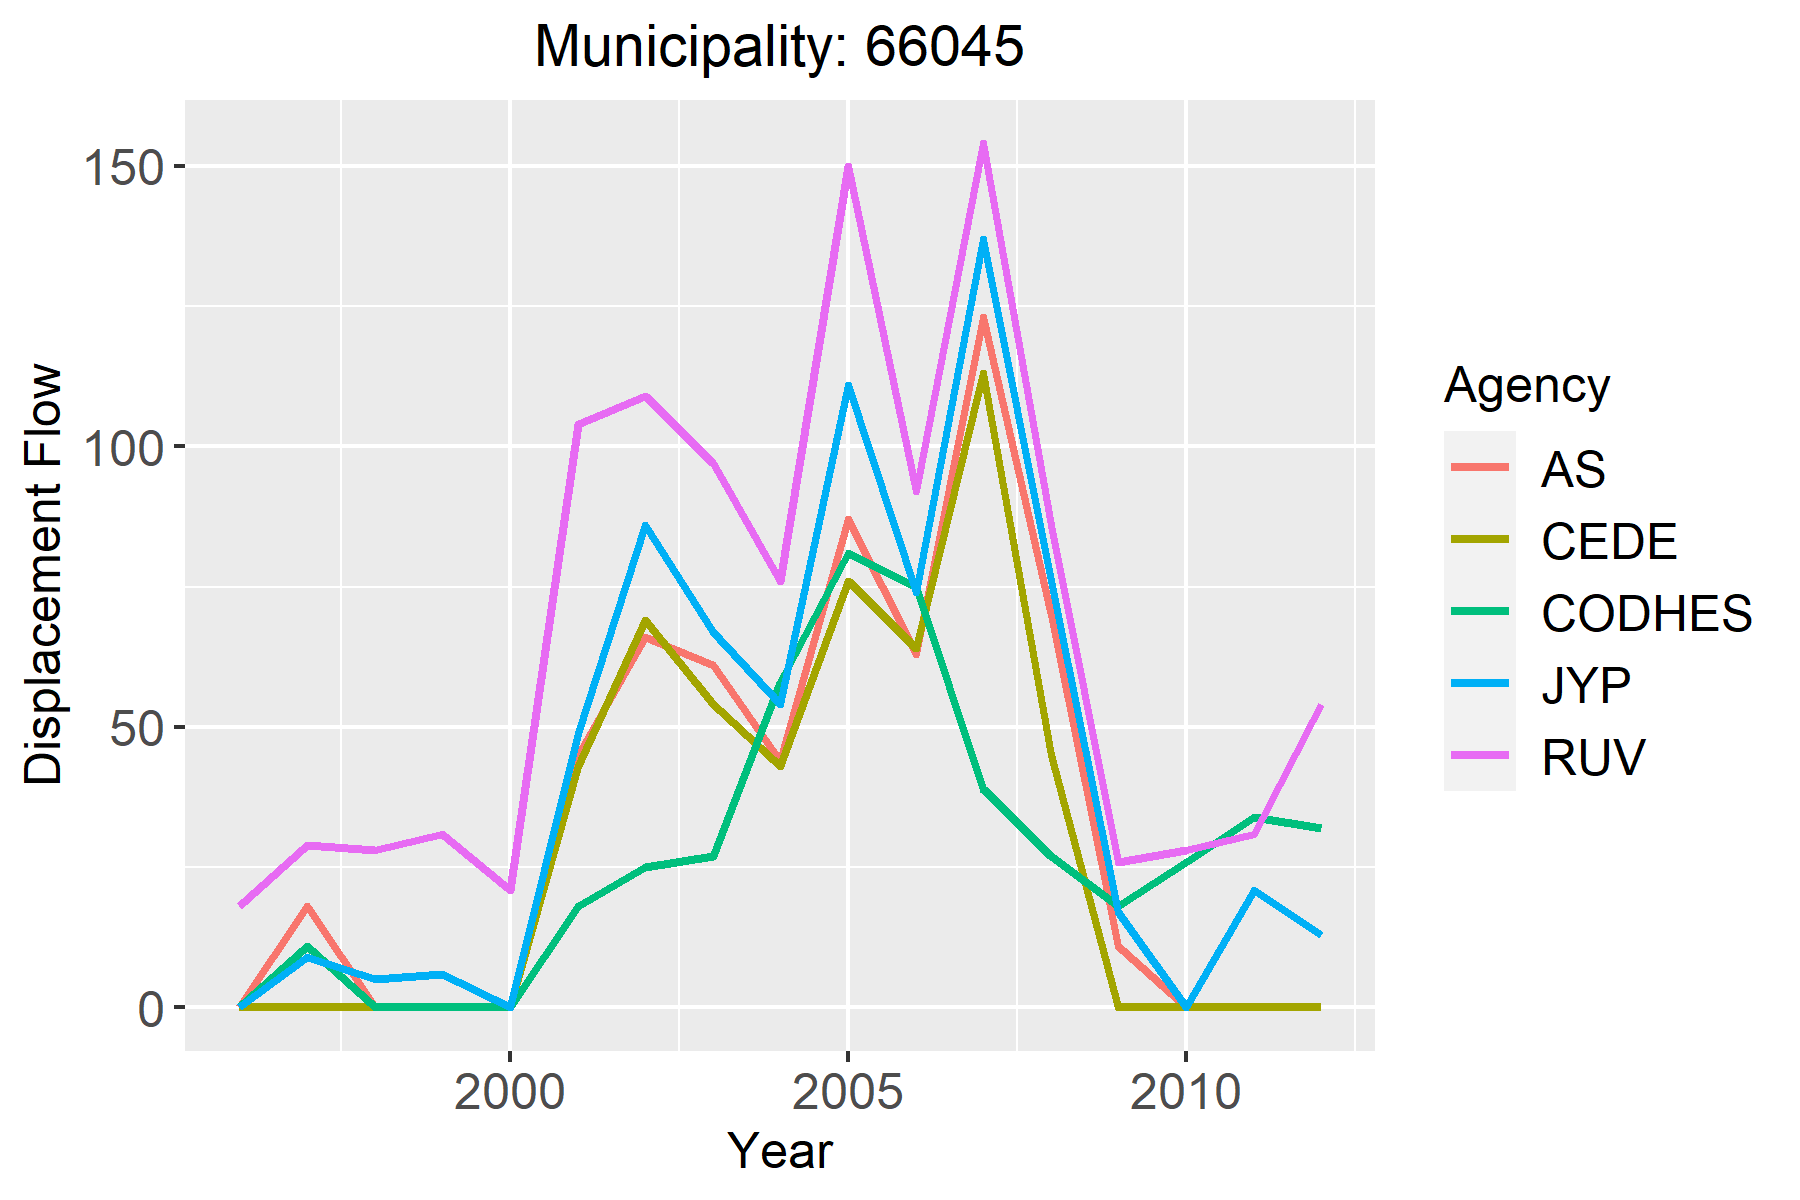 Municipality: 66045
Displacement Flow
150
100
50
0
2000 2005 2010
Year
Agency
AS
CEDE
CODHES
JYP
RUV